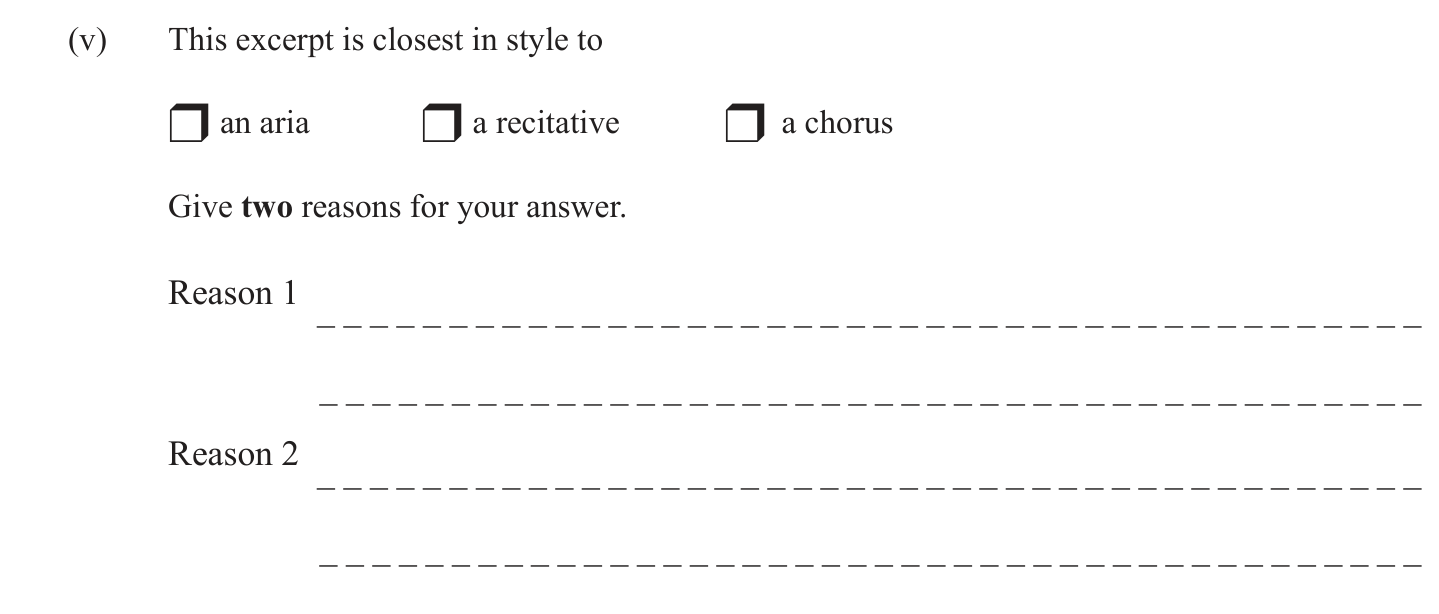 (v) This excerpt is closest in style to
an aria a recitative a chorus
Give two reasons for your answer.
Reason 1
Reason 2